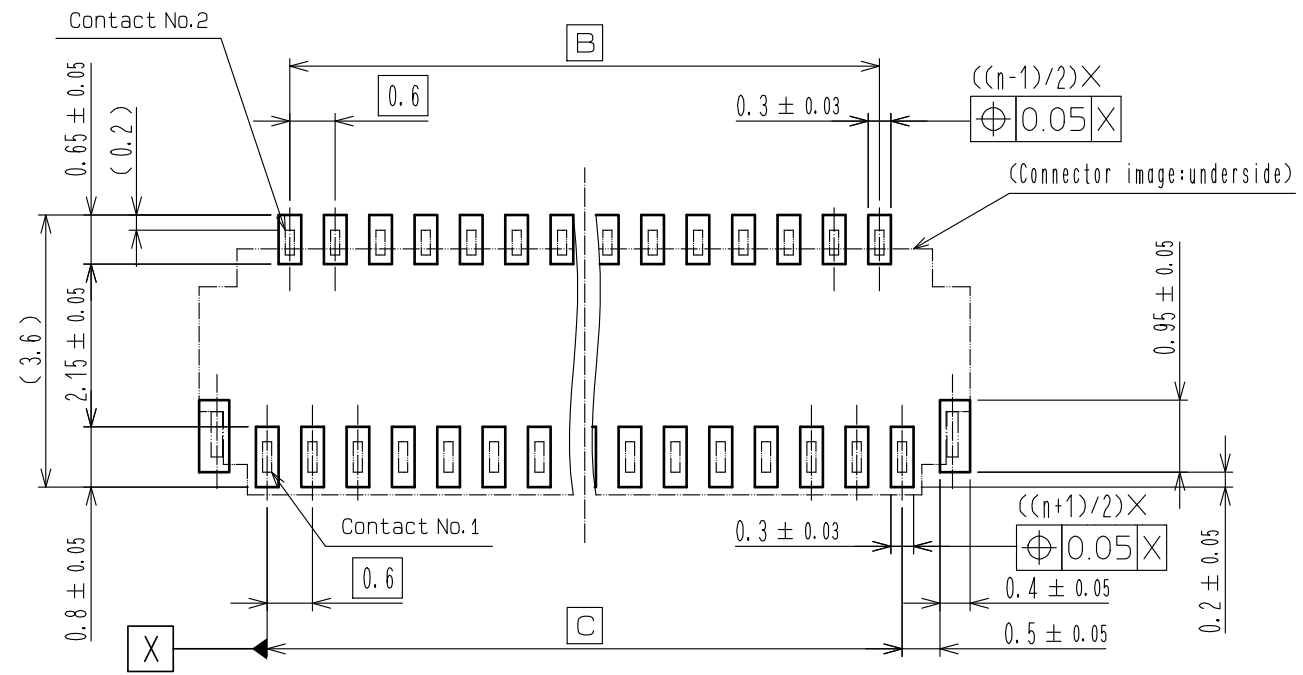 Contact No.2
B
0.6
0.3 ± 0.03
((n-1)/2)X
⌖ 0.05 X
(Connector image:underside)
0.65 ± 0.05
(0.2)
(3.6)
2.15 ± 0.05
0.95 ± 0.05
Contact No.1
0.6
0.3 ± 0.03
((n+1)/2)X
⌖ 0.05 X
0.8 ± 0.05
0.4 ± 0.05
0.2 ± 0.05
X
C
0.5 ± 0.05